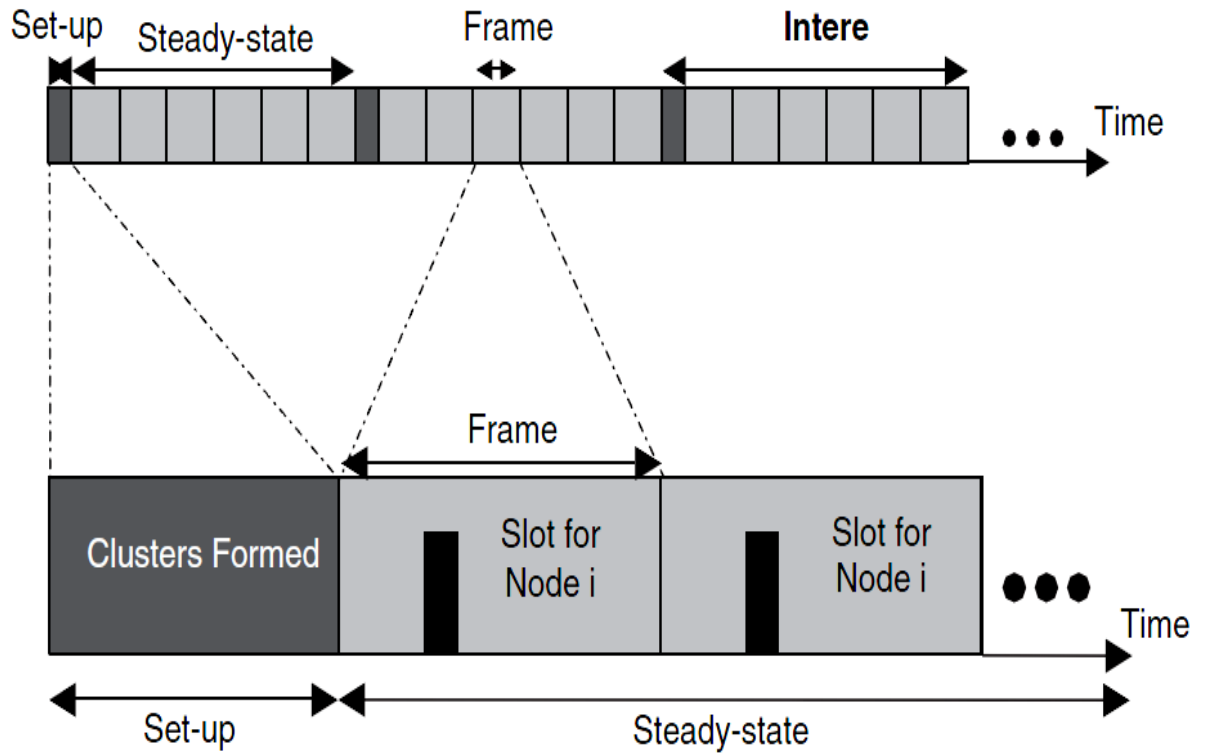 Set-up
Steady-state
Frame
Intere
Time
Frame
Clusters Formed
Slot for
Node i
Slot for
Node i
Time
Set-up
Steady-state